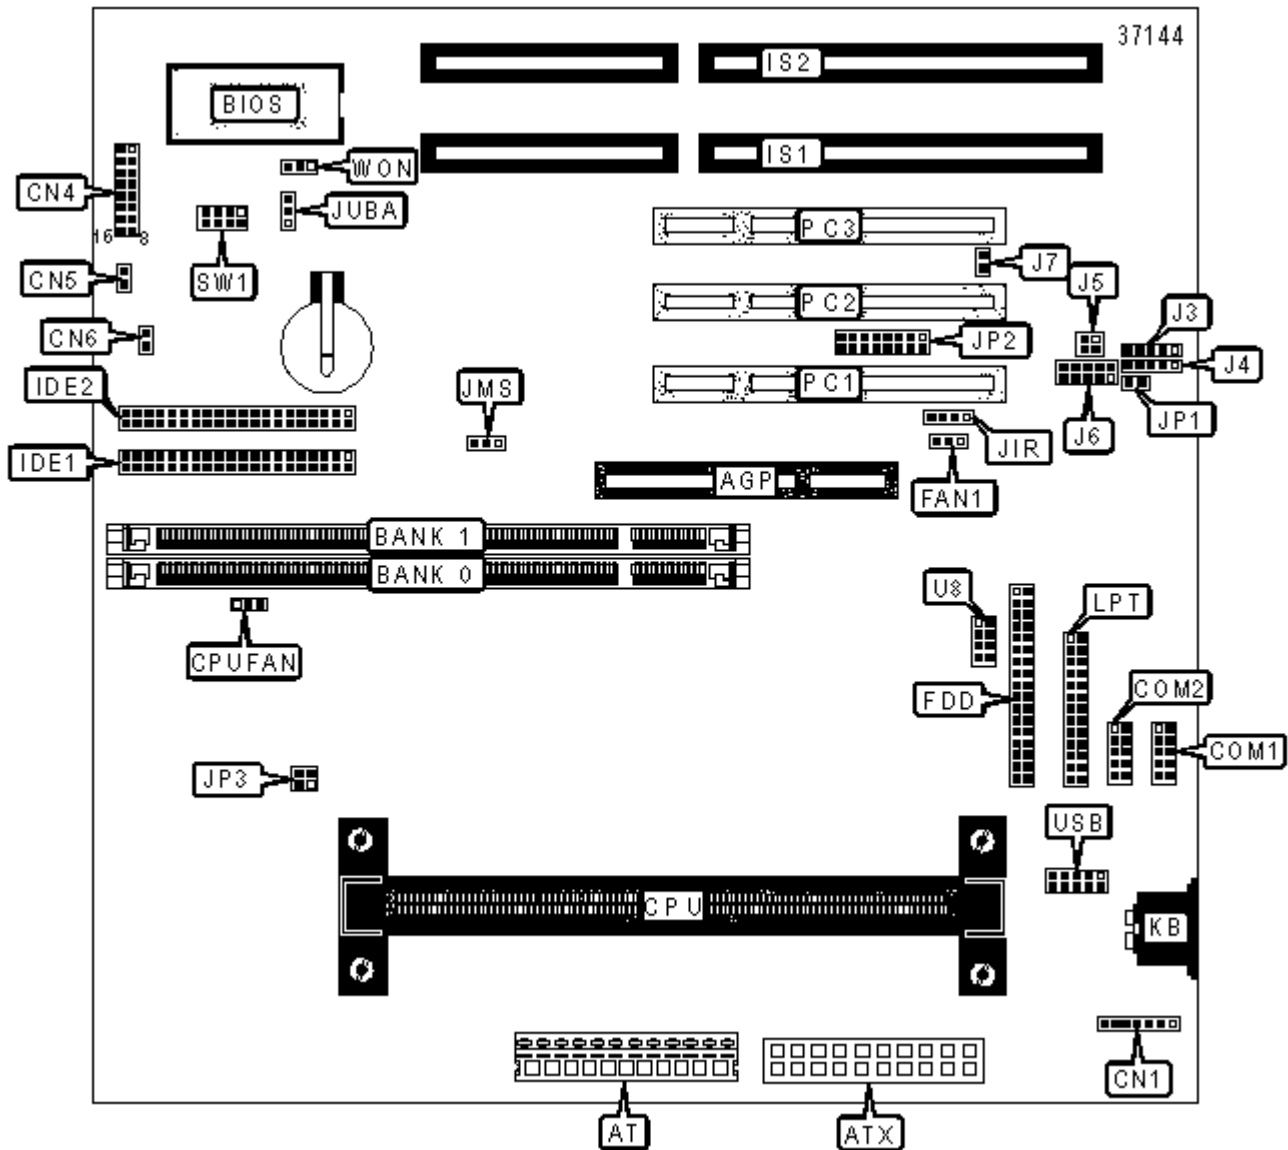 37144
IS2
BIOS
IS1
WON
CN4
JUBA
PC3
16 8
J7
CN5
SW1
J5
PC2
J3
CN6
JP2
J4
IDE2
JMS
PC1
JP1
J6
JIR
IDE1
AGP
FAN1
BANK 1
BANK 0
U8
LPT
CPUFAN
COM2
FDD
COM1
JP3
USB
CPU
KB
CN1
AT
ATX